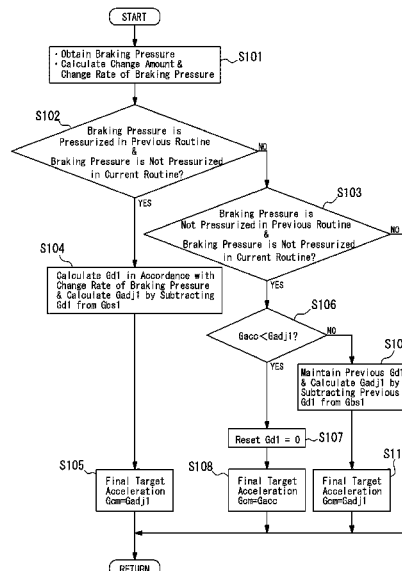 START
・Obtain Braking Pressure
・Calculate Change Amount &
Change Rate of Braking Pressure
S101
S102
Braking Pressure is
Pressurized in Previous Routine
&
Braking Pressure is Not Pressurized
in Current Routine?
NO
YES
S103
Braking Pressure is
Not Pressurized in Previous Routine
&
Braking Pressure is Not Pressurized
in Current Routine?
NO
YES
S104
Calculate Gd1 in Accordance with
Change Rate of Braking Pressure
& Calculate Gadj1 by Subtracting
Gd1 from Gbs1
S106
Gacc<Gadj1?
NO
YES
S10
Maintain Previous Gd1
& Calculate Gadj1 by
Subtracting Previous
Gd1 from Gbs1
Reset Gd1 = 0
S107
S105
Final Target
Acceleration
Gcm=Gadj1
S108
Final Target
Acceleration
Gcm=Gacc
S11
Final Target
Acceleration
Gcm=Gadj1
RETURN